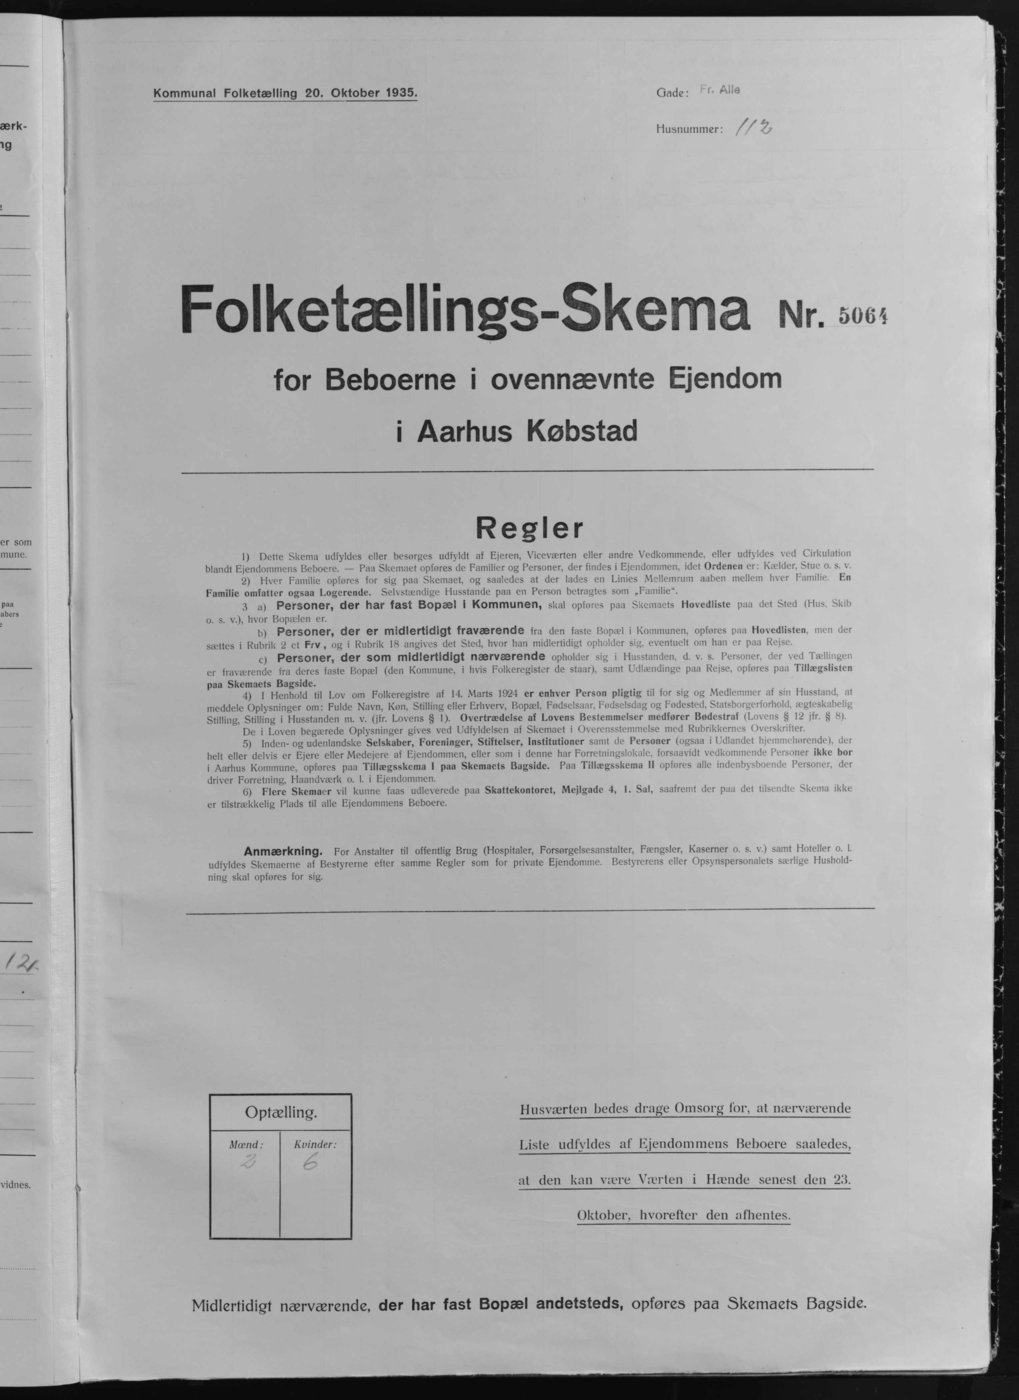 Kommunal Folketælling 20. Oktober 1935.
Gade: Fr. Alle
Husnummer: 112
Folketællings-Skema Nr. 5064
for Beboerne i ovennævnte Ejendom
i Aarhus Købstad
Regler
1) Dette Skema udfyldes eller besørges udfyldt af Ejeren, Viceværten eller andre Vedkommende, eller udfyldes ved Cirkulation
blandt Ejendommens Beboere. — Paa Skemaet opføres de Familier og Personer, der findes i Ejendommen, idet Ordenen er: Kælder, Stue o. s. v.
2) Hver Familie opføres for sig paa Skemaet, og saaledes at der lades en Linies Mellemrum aaben mellem hver Familie. En
Familie omfatter ogsaa Logerende. Selvstændige Husstande paa en Person betragtes som „Familie“.
3 a) Personer, der har fast Bopæl i Kommunen, skal opføres paa Skemaets Hovedliste paa det Sted (Hus, Skib
o. s. v.), hvor Bopælen er.
b) Personer, der er midlertidigt fraværende fra den faste Bopæl i Kommunen, opføres paa Hovedlisten, men der
sættes i Rubrik 2 et Frv, og i Rubrik 18 angives det Sted, hvor han midlertidigt opholder sig, eventuelt om han er paa Rejse.
c) Personer, der som midlertidigt nærværende opholder sig i Husstanden, d. v. s. Personer, der ved Tællingen
er fraværende fra deres faste Bopæl (den Kommune, i hvis Folkeregister de staar), samt Udlændinge paa Rejse, opføres paa Tillægslisten
paa Skemaets Bagside.
4) I Henhold til Lov om Folkeregistre af 14. Marts 1924 er enhver Person pligtig til for sig og Medlemmer af sin Husstand, at
meddele Oplysninger om: Fulde Navn, Køn, Stilling eller Erhverv, Bopæl, Fødselsaar, Fødselsdag og Fødested, Statsborgerforhold, ægteskabelig
Stilling, Stilling i Husstanden m. v. (jfr. Lovens § 1). Overtrædelse af Lovens Bestemmelser medfører Bødestraf (Lovens § 12 jfr. § 8).
De i Loven begærede Oplysninger gives ved Udfyldelsen af Skemaet i Overensstemmelse med Rubrikkernes Overskrifter.
5) Inden- og udenlandske Selskaber, Foreninger, Stiftelser, Institutioner samt de Personer (ogsaa i Udlandet hjemmehørende), der
helt eller delvis er Ejere eller Medejere af Ejendommen, eller som i denne har Forretningslokale, forsaavidt vedkommende Personer ikke bor
i Aarhus Kommune, opføres paa Tillægsskema I paa Skemaets Bagside. Paa Tillægsskema II opføres alle indenbysboende Personer, der
driver Forretning, Haandværk o. l. i Ejendommen.
6) Flere Skemaer vil kunne faas udleverede paa Skattekontoret, Mejlgade 4, 1. Sal, saafremt der paa det tilsendte Skema ikke
er tilstrækkelig Plads til alle Ejendommens Beboere.
Anmærkning. For Anstalter til offentlig Brug (Hospitaler, Forsørgelsesanstalter, Fængsler, Kaserner o. s. v.) samt Hoteller o. l.
udfyldes Skemaerne af Bestyrerne efter samme Regler som for private Ejendomme. Bestyrerens eller Opsynspersonalets særlige Hushold-
ning skal opføres for sig.
Optælling.
Mænd: Kvinder:
2 6
Husværten bedes drage Omsorg for, at nærværende
Liste udfyldes af Ejendommens Beboere saaledes,
at den kan være Værten i Hænde senest den 23.
Oktober, hvorefter den afhentes.
Midlertidigt nærværende, der har fast Bopæl andetsteds, opføres paa Skemaets Bagside.